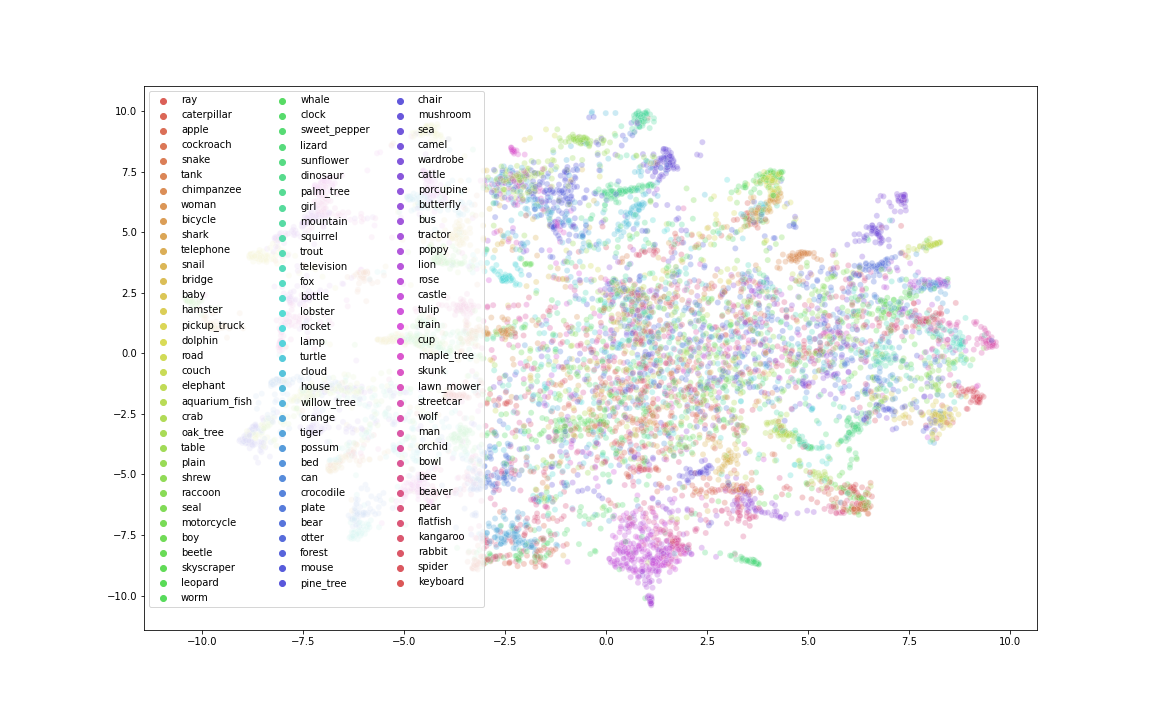 ray
caterpillar
apple
cockroach
snake
tank
chimpanzee
woman
bicycle
shark
telephone
snail
bridge
baby
hamster
pickup_truck
dolphin
road
couch
elephant
aquarium_fish
crab
oak_tree
table
plain
shrew
raccoon
seal
motorcycle
boy
beetle
skyscraper
leopard
worm
whale
clock
sweet_pepper
lizard
sunflower
dinosaur
palm_tree
girl
mountain
squirrel
trout
television
fox
bottle
lobster
rocket
lamp
turtle
cloud
house
willow_tree
orange
tiger
possum
bed
can
crocodile
plate
bear
otter
forest
mouse
pine_tree
chair
mushroom
sea
camel
wardrobe
cattle
porcupine
butterfly
bus
tractor
poppy
lion
rose
castle
tulip
train
cup
maple_tree
skunk
lawn_mower
streetcar
wolf
man
orchid
bowl
bee
beaver
pear
flatfish
kangaroo
rabbit
spider
keyboard
10.0
7.5
5.0
2.5
0.0
−2.5
−5.0
−7.5
−10.0
−10.0 −7.5 −5.0 −2.5 0.0 2.5 5.0 7.5 10.0